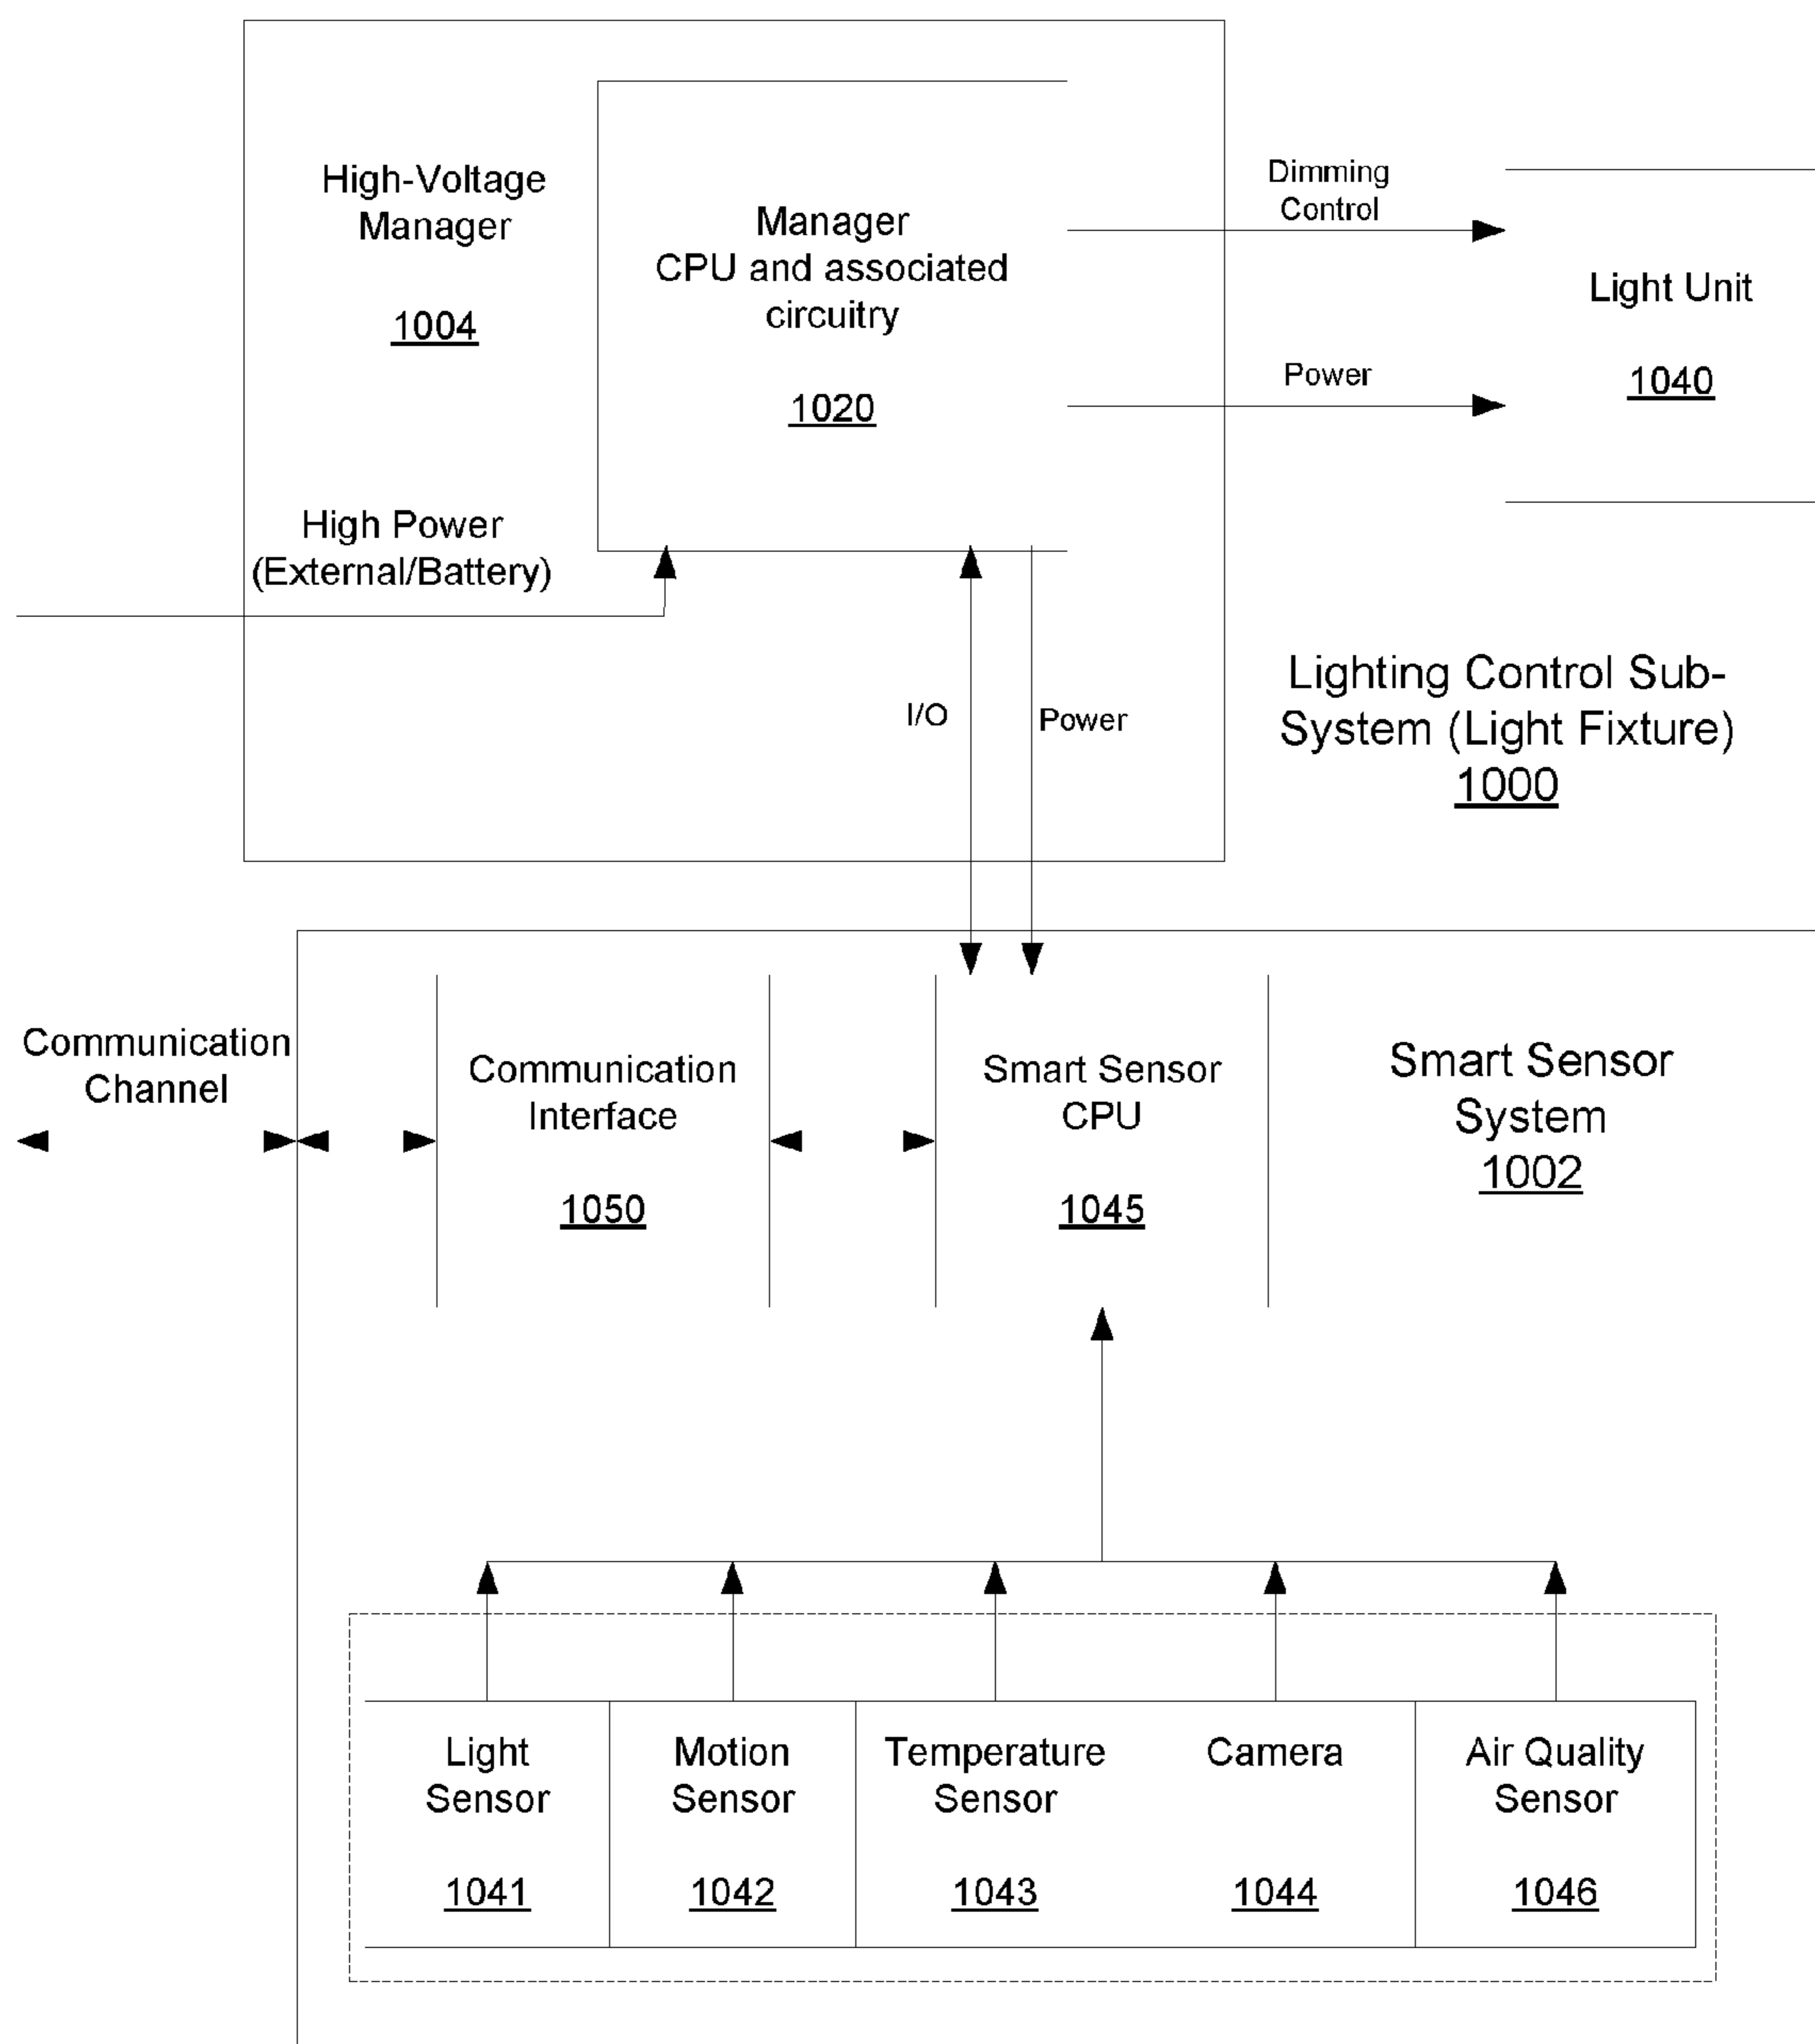 High-Voltage
Manager
1004
Manager
CPU and associated
circuitry
1020
Dimming
Control
Power
Light Unit
1040
High Power
(External/Battery)
I/O
Power
Lighting Control Sub-
System (Light Fixture)
1000
Communication
Channel
Communication
Interface
1050
Smart Sensor
CPU
1045
Smart Sensor
System
1002
Light
Sensor
1041
Motion
Sensor
1042
Temperature
Sensor
1043
Camera
1044
Air Quality
Sensor
1046